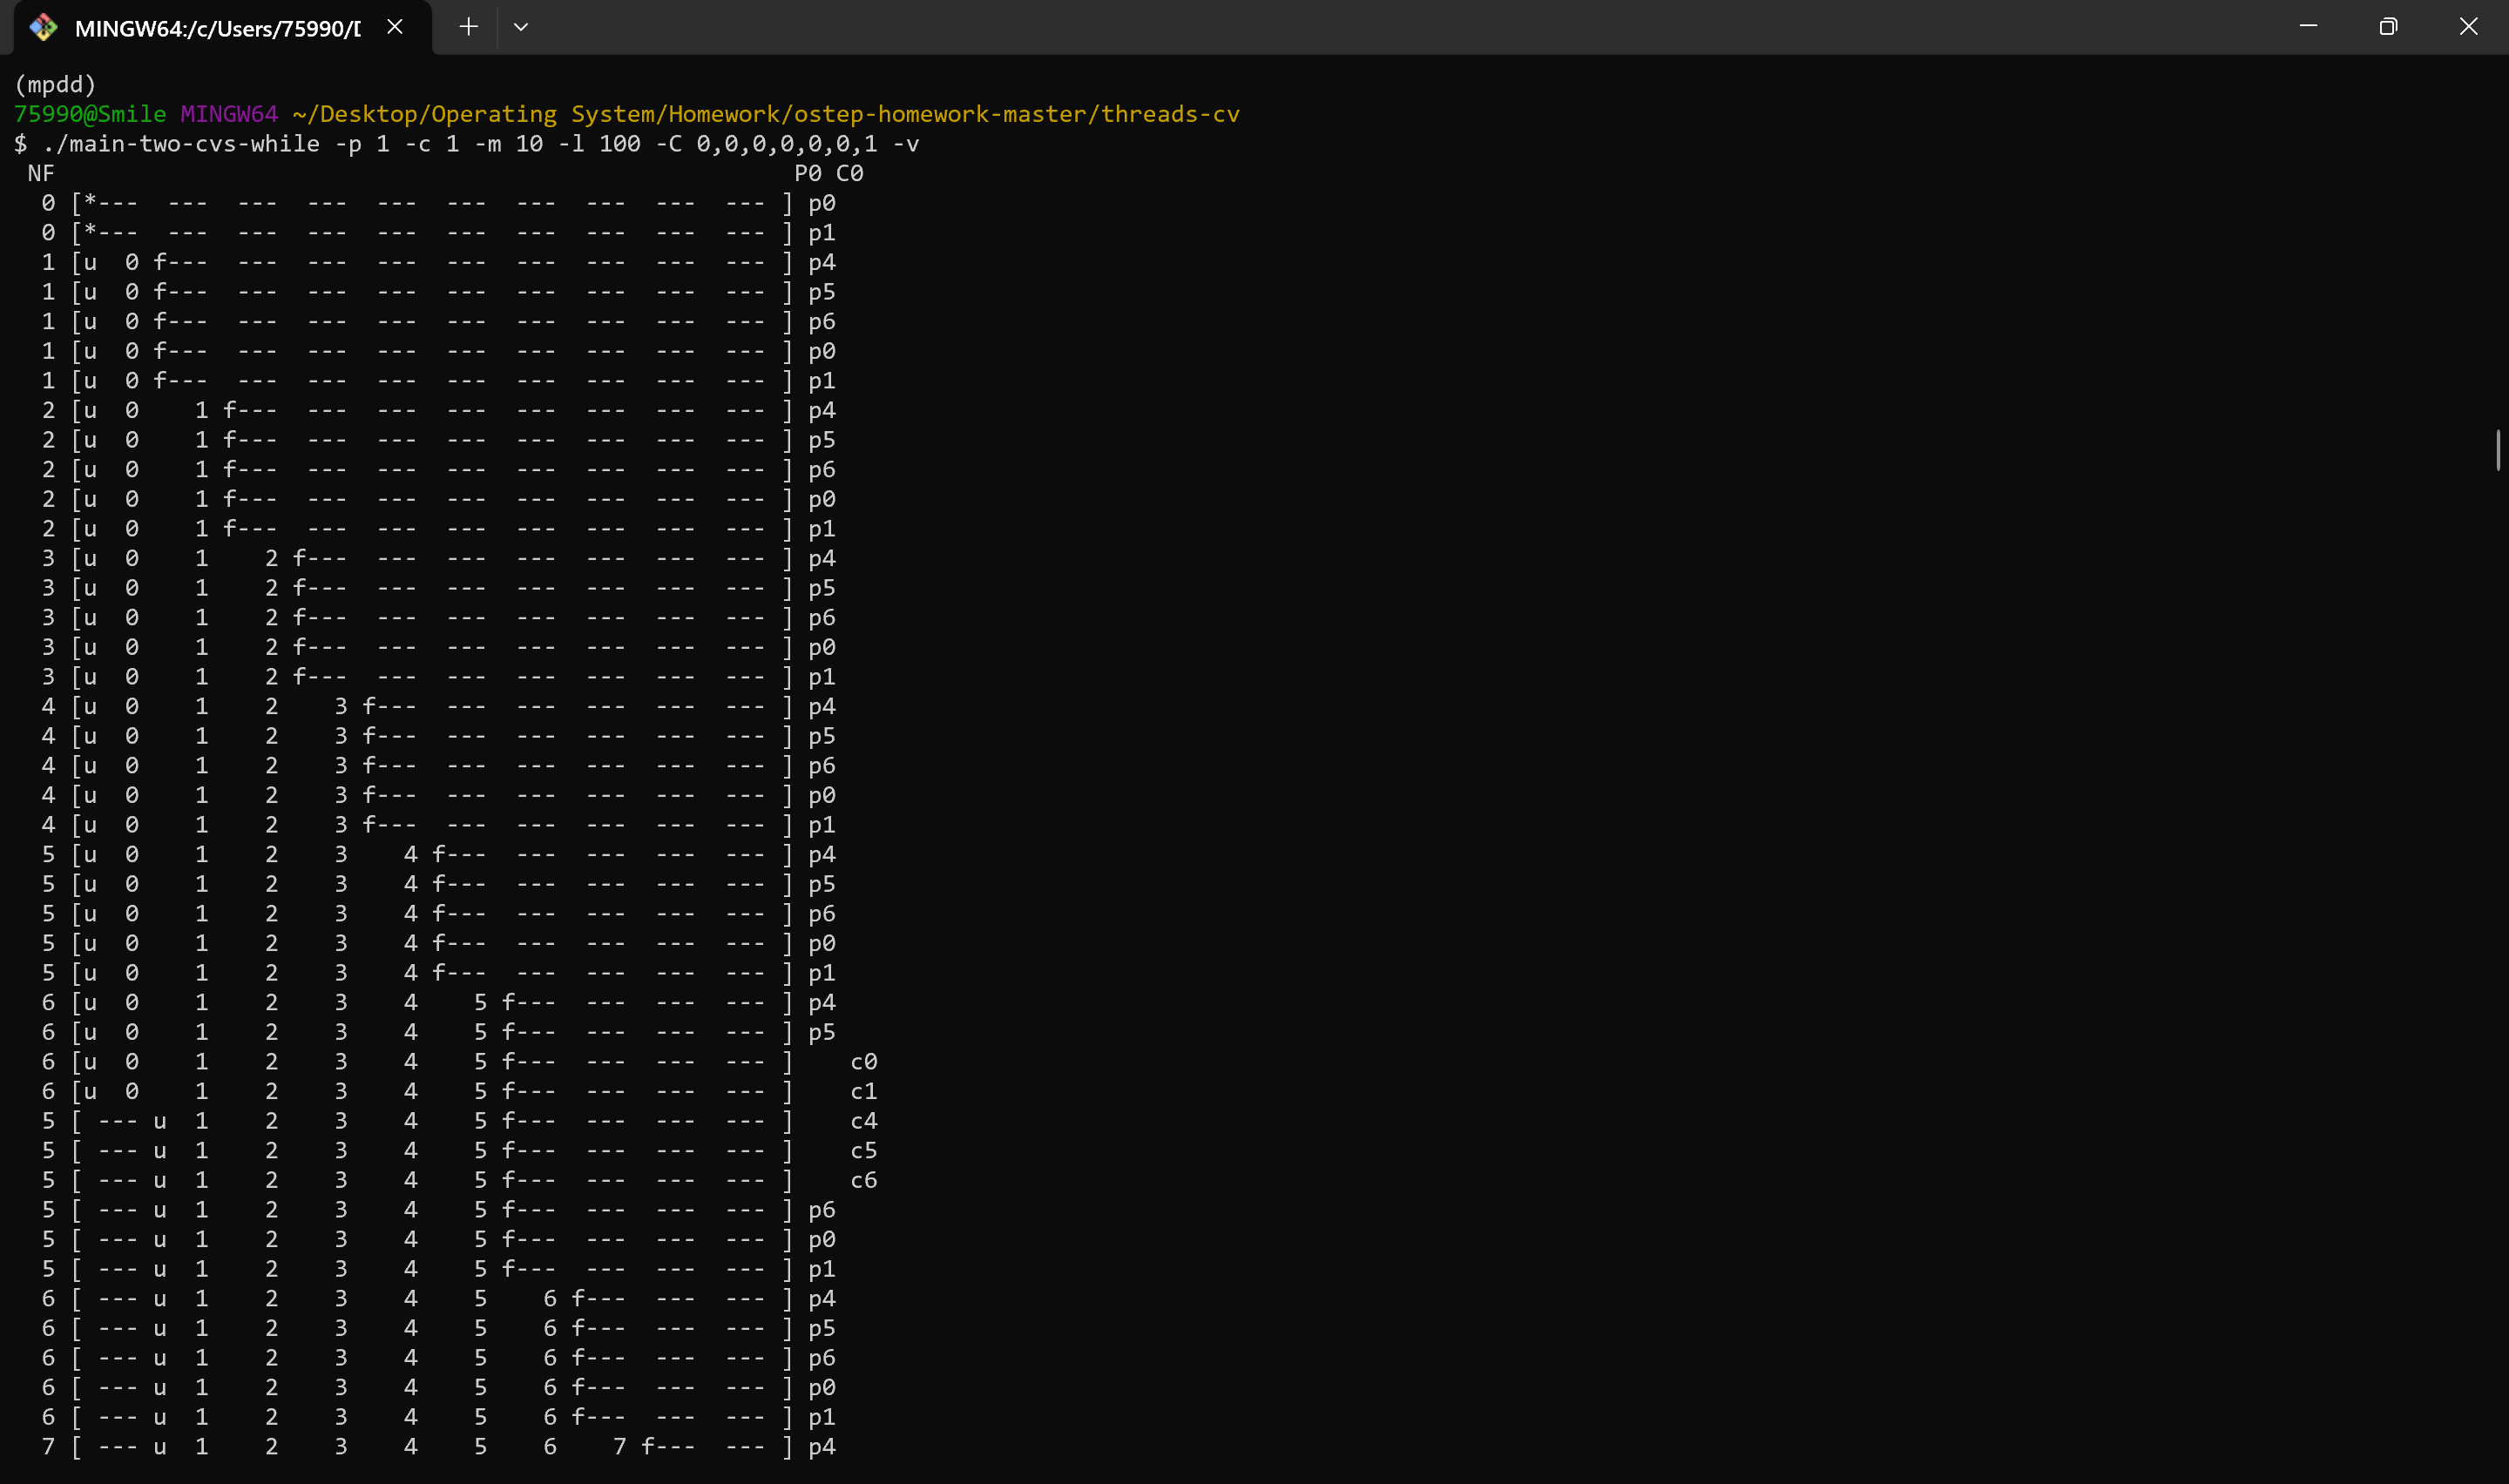 MINGW64:/c/Users/75990/D
(mpdd)
75990@Smile MINGW64 ~/Desktop/Operating System/Homework/ostep-homework-master/threads-cv
$ ./main-two-cvs-while -p 1 -c 1 -m 10 -l 100 -C 0,0,0,0,0,0,1 -v
 NF                                                     P0 C0
  0 [*---  ---  ---  ---  ---  ---  ---  ---  ---  --- ] p0
  0 [*---  ---  ---  ---  ---  ---  ---  ---  ---  --- ] p1
  1 [u  0 f---  ---  ---  ---  ---  ---  ---  ---  --- ] p4
  1 [u  0 f---  ---  ---  ---  ---  ---  ---  ---  --- ] p5
  1 [u  0 f---  ---  ---  ---  ---  ---  ---  ---  --- ] p6
  1 [u  0 f---  ---  ---  ---  ---  ---  ---  ---  --- ] p0
  1 [u  0 f---  ---  ---  ---  ---  ---  ---  ---  --- ] p1
  2 [u  0    1 f---  ---  ---  ---  ---  ---  ---  --- ] p4
  2 [u  0    1 f---  ---  ---  ---  ---  ---  ---  --- ] p5
  2 [u  0    1 f---  ---  ---  ---  ---  ---  ---  --- ] p6
  2 [u  0    1 f---  ---  ---  ---  ---  ---  ---  --- ] p0
  2 [u  0    1 f---  ---  ---  ---  ---  ---  ---  --- ] p1
  3 [u  0    1    2 f---  ---  ---  ---  ---  ---  --- ] p4
  3 [u  0    1    2 f---  ---  ---  ---  ---  ---  --- ] p5
  3 [u  0    1    2 f---  ---  ---  ---  ---  ---  --- ] p6
  3 [u  0    1    2 f---  ---  ---  ---  ---  ---  --- ] p0
  3 [u  0    1    2 f---  ---  ---  ---  ---  ---  --- ] p1
  4 [u  0    1    2    3 f---  ---  ---  ---  ---  --- ] p4
  4 [u  0    1    2    3 f---  ---  ---  ---  ---  --- ] p5
  4 [u  0    1    2    3 f---  ---  ---  ---  ---  --- ] p6
  4 [u  0    1    2    3 f---  ---  ---  ---  ---  --- ] p0
  4 [u  0    1    2    3 f---  ---  ---  ---  ---  --- ] p1
  5 [u  0    1    2    3    4 f---  ---  ---  ---  --- ] p4
  5 [u  0    1    2    3    4 f---  ---  ---  ---  --- ] p5
  5 [u  0    1    2    3    4 f---  ---  ---  ---  --- ] p6
  5 [u  0    1    2    3    4 f---  ---  ---  ---  --- ] p0
  5 [u  0    1    2    3    4 f---  ---  ---  ---  --- ] p1
  6 [u  0    1    2    3    4    5 f---  ---  ---  --- ] p4
  6 [u  0    1    2    3    4    5 f---  ---  ---  --- ] p5
  6 [u  0    1    2    3    4    5 f---  ---  ---  --- ]    c0
  6 [u  0    1    2    3    4    5 f---  ---  ---  --- ]    c1
  5 [ --- u  1    2    3    4    5 f---  ---  ---  --- ]    c4
  5 [ --- u  1    2    3    4    5 f---  ---  ---  --- ]    c5
  5 [ --- u  1    2    3    4    5 f---  ---  ---  --- ]    c6
  5 [ --- u  1    2    3    4    5 f---  ---  ---  --- ] p6
  5 [ --- u  1    2    3    4    5 f---  ---  ---  --- ] p0
  5 [ --- u  1    2    3    4    5 f---  ---  ---  --- ] p1
  6 [ --- u  1    2    3    4    5    6 f---  ---  --- ] p4
  6 [ --- u  1    2    3    4    5    6 f---  ---  --- ] p5
  6 [ --- u  1    2    3    4    5    6 f---  ---  --- ] p6
  6 [ --- u  1    2    3    4    5    6 f---  ---  --- ] p0
  6 [ --- u  1    2    3    4    5    6 f---  ---  --- ] p1
  7 [ --- u  1    2    3    4    5    6    7 f---  --- ] p4